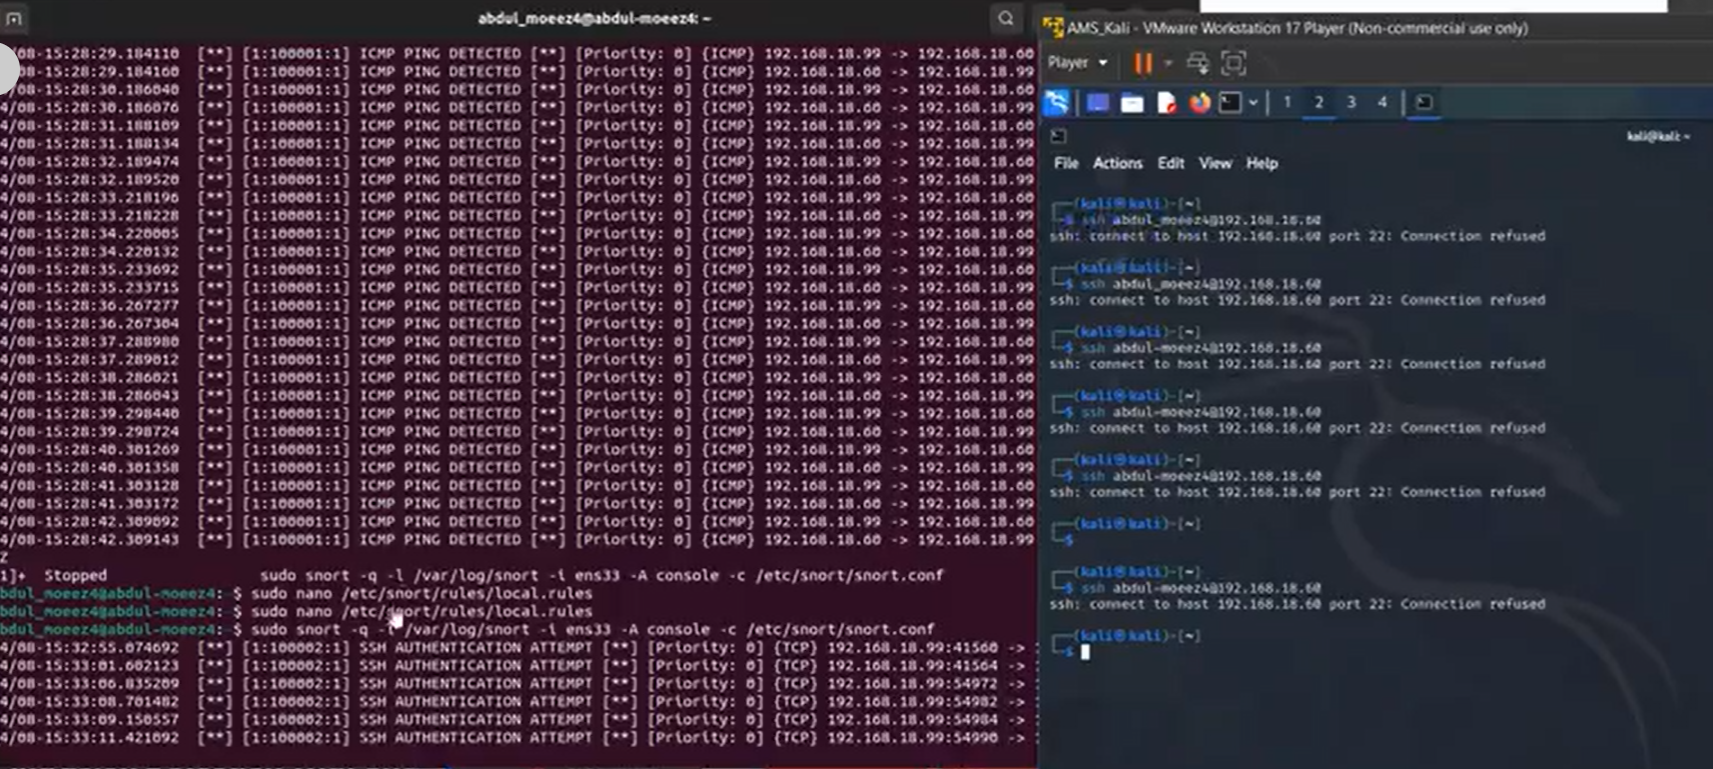 abdul_moeez4@abdul-moeez4: ~
4/08-15:28:29.184110 [**] [1:100001:1] ICMP PING DETECTED [**] [Priority: 0] {ICMP} 192.168.18.99 -> 192.168.18.60
08-15:28:29.184160 [**] [1:100001:1] ICMP PING DETECTED [**] [Priority: 0] {ICMP} 192.168.18.60 -> 192.168.18.99
08-15:28:30.186040 [**] [1:100001:1] ICMP PING DETECTED [**] [Priority: 0] {ICMP} 192.168.18.99 -> 192.168.18.60
4/08-15:28:30.186076 [**] [1:100001:1] ICMP PING DETECTED [**] [Priority: 0] {ICMP} 192.168.18.60 -> 192.168.18.99
4/08-15:28:31.188109 [**] [1:100001:1] ICMP PING DETECTED [**] [Priority: 0] {ICMP} 192.168.18.99 -> 192.168.18.60
4/08-15:28:31.188134 [**] [1:100001:1] ICMP PING DETECTED [**] [Priority: 0] {ICMP} 192.168.18.60 -> 192.168.18.99
4/08-15:28:32.189474 [**] [1:100001:1] ICMP PING DETECTED [**] [Priority: 0] {ICMP} 192.168.18.99 -> 192.168.18.60
4/08-15:28:32.189520 [**] [1:100001:1] ICMP PING DETECTED [**] [Priority: 0] {ICMP} 192.168.18.60 -> 192.168.18.99
4/08-15:28:33.218196 [**] [1:100001:1] ICMP PING DETECTED [**] [Priority: 0] {ICMP} 192.168.18.99 -> 192.168.18.60
4/08-15:28:33.218228 [**] [1:100001:1] ICMP PING DETECTED [**] [Priority: 0] {ICMP} 192.168.18.60 -> 192.168.18.99
4/08-15:28:34.220005 [**] [1:100001:1] ICMP PING DETECTED [**] [Priority: 0] {ICMP} 192.168.18.99 -> 192.168.18.60
4/08-15:28:34.220132 [**] [1:100001:1] ICMP PING DETECTED [**] [Priority: 0] {ICMP} 192.168.18.60 -> 192.168.18.99
4/08-15:28:35.233692 [**] [1:100001:1] ICMP PING DETECTED [**] [Priority: 0] {ICMP} 192.168.18.99 -> 192.168.18.60
4/08-15:28:35.233715 [**] [1:100001:1] ICMP PING DETECTED [**] [Priority: 0] {ICMP} 192.168.18.60 -> 192.168.18.99
4/08-15:28:36.267277 [**] [1:100001:1] ICMP PING DETECTED [**] [Priority: 0] {ICMP} 192.168.18.99 -> 192.168.18.60
4/08-15:28:36.267304 [**] [1:100001:1] ICMP PING DETECTED [**] [Priority: 0] {ICMP} 192.168.18.60 -> 192.168.18.99
4/08-15:28:37.288980 [**] [1:100001:1] ICMP PING DETECTED [**] [Priority: 0] {ICMP} 192.168.18.99 -> 192.168.18.60
4/08-15:28:37.289012 [**] [1:100001:1] ICMP PING DETECTED [**] [Priority: 0] {ICMP} 192.168.18.60 -> 192.168.18.99
4/08-15:28:38.286021 [**] [1:100001:1] ICMP PING DETECTED [**] [Priority: 0] {ICMP} 192.168.18.99 -> 192.168.18.60
4/08-15:28:38.286043 [**] [1:100001:1] ICMP PING DETECTED [**] [Priority: 0] {ICMP} 192.168.18.60 -> 192.168.18.99
4/08-15:28:39.298440 [**] [1:100001:1] ICMP PING DETECTED [**] [Priority: 0] {ICMP} 192.168.18.99 -> 192.168.18.60
4/08-15:28:39.298724 [**] [1:100001:1] ICMP PING DETECTED [**] [Priority: 0] {ICMP} 192.168.18.60 -> 192.168.18.99
4/08-15:28:40.301269 [**] [1:100001:1] ICMP PING DETECTED [**] [Priority: 0] {ICMP} 192.168.18.99 -> 192.168.18.60
4/08-15:28:40.301358 [**] [1:100001:1] ICMP PING DETECTED [**] [Priority: 0] {ICMP} 192.168.18.60 -> 192.168.18.99
4/08-15:28:41.303128 [**] [1:100001:1] ICMP PING DETECTED [**] [Priority: 0] {ICMP} 192.168.18.99 -> 192.168.18.60
4/08-15:28:41.303172 [**] [1:100001:1] ICMP PING DETECTED [**] [Priority: 0] {ICMP} 192.168.18.60 -> 192.168.18.99
4/08-15:28:42.309092 [**] [1:100001:1] ICMP PING DETECTED [**] [Priority: 0] {ICMP} 192.168.18.99 -> 192.168.18.60
4/08-15:28:42.309143 [**] [1:100001:1] ICMP PING DETECTED [**] [Priority: 0] {ICMP} 192.168.18.60 -> 192.168.18.99
Z
1]+ Stopped sudo snort -q -l /var/log/snort -i ens33 -A console -c /etc/snort/snort.conf
bdul_moeez4@abdul-moeez4:~$ sudo nano /etc/snort/rules/local.rules
bdul_moeez4@abdul-moeez4:~$ sudo nano /etc/snort/rules/local.rules
bdul_moeez4@abdul-moeez4:~$ sudo snort -q -l /var/log/snort -i ens33 -A console -c /etc/snort/snort.conf
4/08-15:32:55.074692 [**] [1:100002:1] SSH AUTHENTICATION ATTEMPT [**] [Priority: 0] {TCP} 192.168.18.99:41560 ->
4/08-15:33:01.602123 [**] [1:100002:1] SSH AUTHENTICATION ATTEMPT [**] [Priority: 0] {TCP} 192.168.18.99:41564 ->
4/08-15:33:06.835209 [**] [1:100002:1] SSH AUTHENTICATION ATTEMPT [**] [Priority: 0] {TCP} 192.168.18.99:54972 ->
4/08-15:33:08.701482 [**] [1:100002:1] SSH AUTHENTICATION ATTEMPT [**] [Priority: 0] {TCP} 192.168.18.99:54982 ->
4/08-15:33:09.150557 [**] [1:100002:1] SSH AUTHENTICATION ATTEMPT [**] [Priority: 0] {TCP} 192.168.18.99:54984 ->
4/08-15:33:11.421092 [**] [1:100002:1] SSH AUTHENTICATION ATTEMPT [**] [Priority: 0] {TCP} 192.168.18.99:54990 ->
AMS_Kali - VMware Workstation 17 Player (Non-commercial use only)
Player
1 2 3 4
kali@kali: ~
File Actions Edit View Help
(kali㉿kali)-[~]
$ ssh abdul_moeez4@192.168.18.60
ssh: connect to host 192.168.18.60 port 22: Connection refused
(kali㉿kali)-[~]
$ ssh abdul_moeez4@192.168.18.60
ssh: connect to host 192.168.18.60 port 22: Connection refused
(kali㉿kali)-[~]
$ ssh abdul-moeez4@192.168.18.60
ssh: connect to host 192.168.18.60 port 22: Connection refused
(kali㉿kali)-[~]
$ ssh abdul-moeez4@192.168.18.60
ssh: connect to host 192.168.18.60 port 22: Connection refused
(kali㉿kali)-[~]
$ ssh abdul-moeez4@192.168.18.60
ssh: connect to host 192.168.18.60 port 22: Connection refused
(kali㉿kali)-[~]
$
(kali㉿kali)-[~]
$ ssh abdul-moeez4@192.168.18.60
ssh: connect to host 192.168.18.60 port 22: Connection refused
(kali㉿kali)-[~]
$